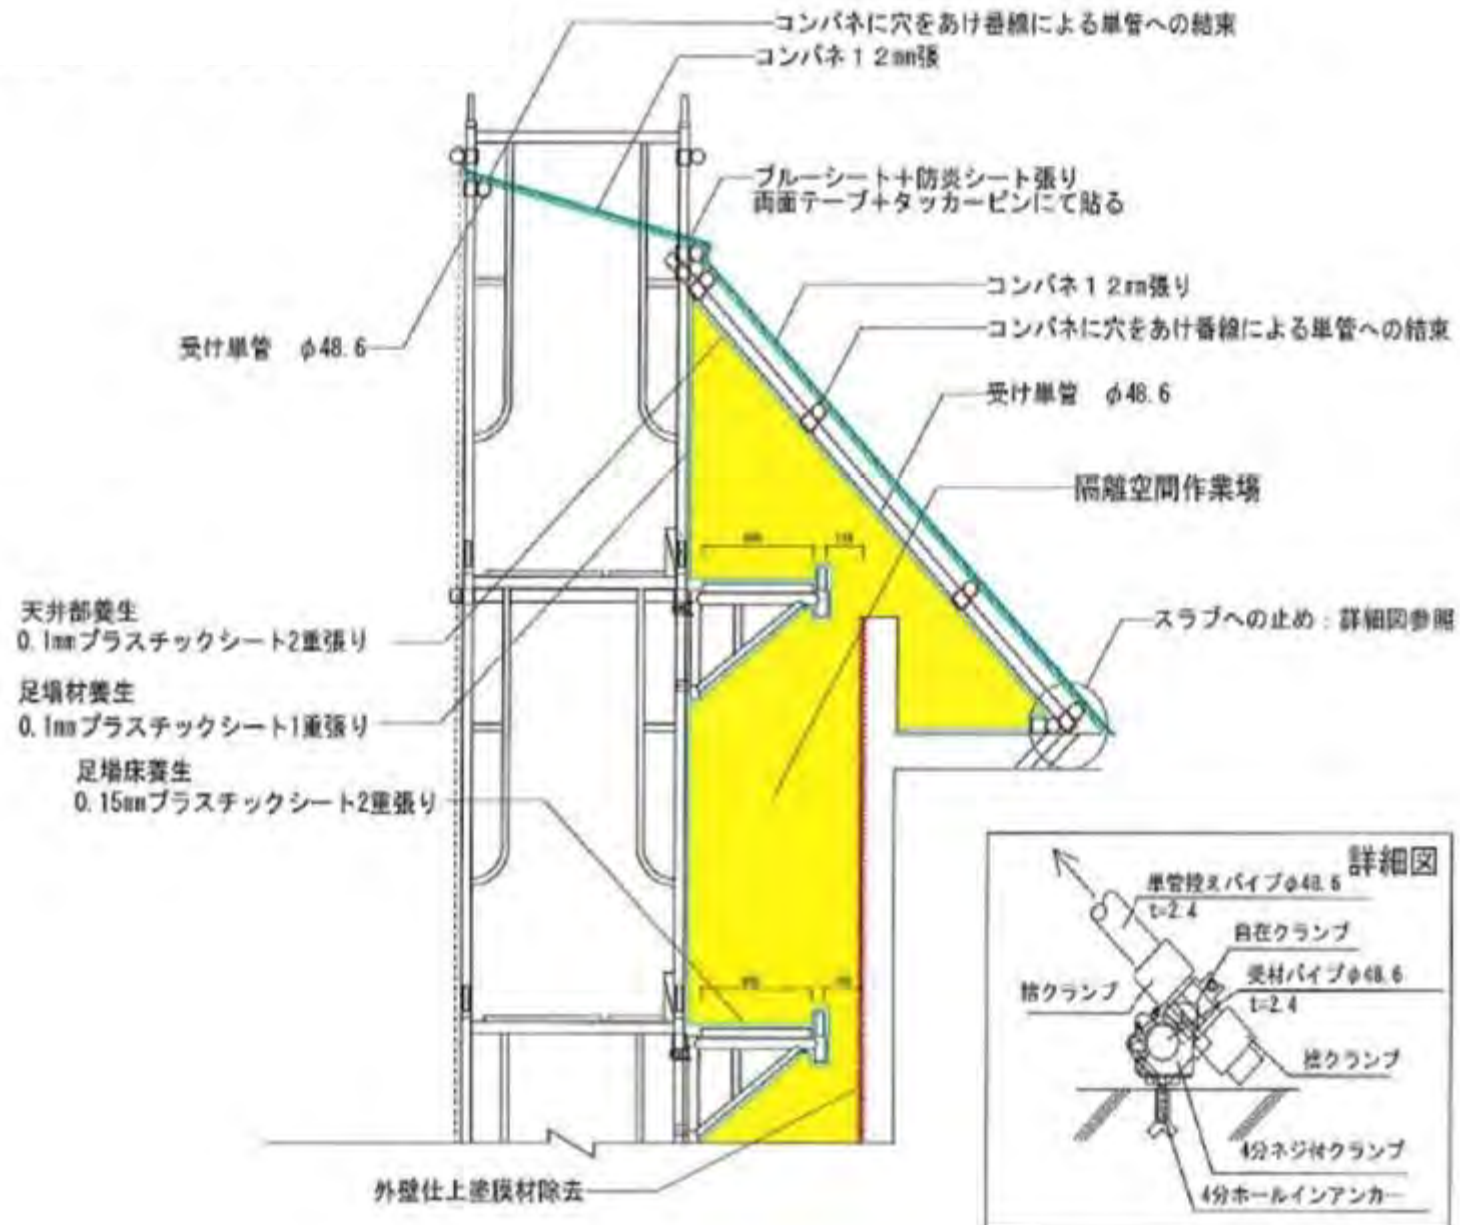 コンパネに穴をあけ番線による単管への結束
コンパネ12mm張
ブルーシート+防炎シート張り
両面テープ+タッカーピンにて貼る
コンパネ12mm張り
コンパネに穴をあけ番線による単管への結束
受け単管 φ48.6
受け単管 φ48.6
隔離空間作業場
天井部養生
0.1mmプラスチックシート2重張り
スラブへの止め:詳細図参照
足場材養生
0.1mmプラスチックシート1重張り
足場床養生
0.15mmプラスチックシート2重張り
外壁仕上塗膜材除去
詳細図
単管控えパイプφ48.6
t=2.4
自在クランプ
捨クランプ
受材パイプφ48.6
t=2.4
捨クランプ
4分ネジ付クランプ
4分ホールインアンカー